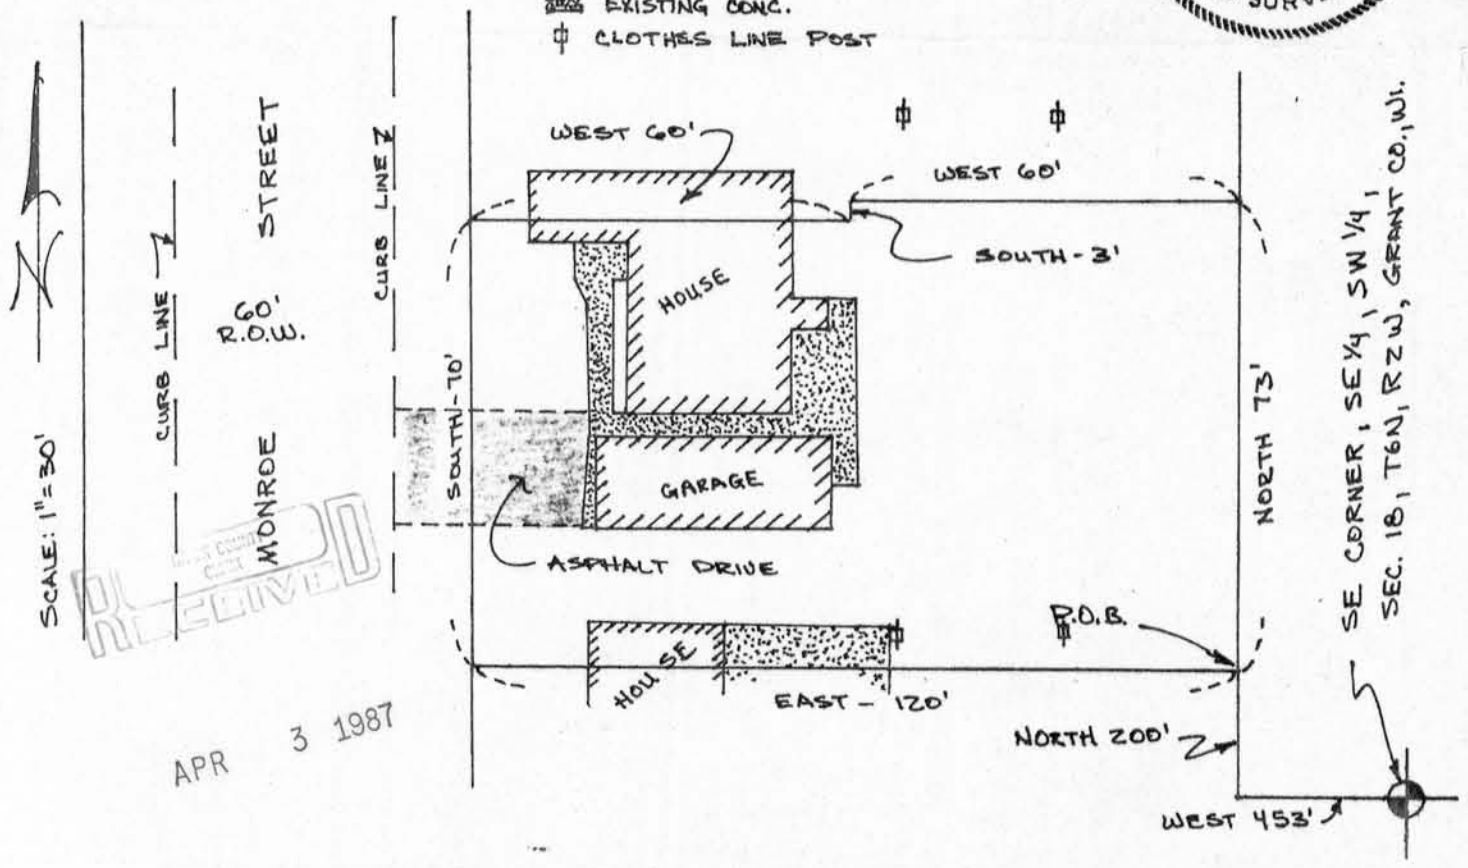 EXISTING CONC.
CLOTHES LINE POST
SURV
SCALE: 1"=30'
N
CURB LINE
MONROE STREET
60'
R.O.W.
CURB LINE
WEST 60'
WEST 60'
SOUTH - 3'
HOUSE
SOUTH - 70'
GARAGE
NORTH 73'
ASPHALT DRIVE
P.O.B.
HOUSE
EAST - 120'
NORTH 200'
WEST 453'
SE CORNER, SE 1/4, SW 1/4,
SEC. 18, T6N, R2W, GRANT CO., WI.
RECEIVED
APR 3 1987